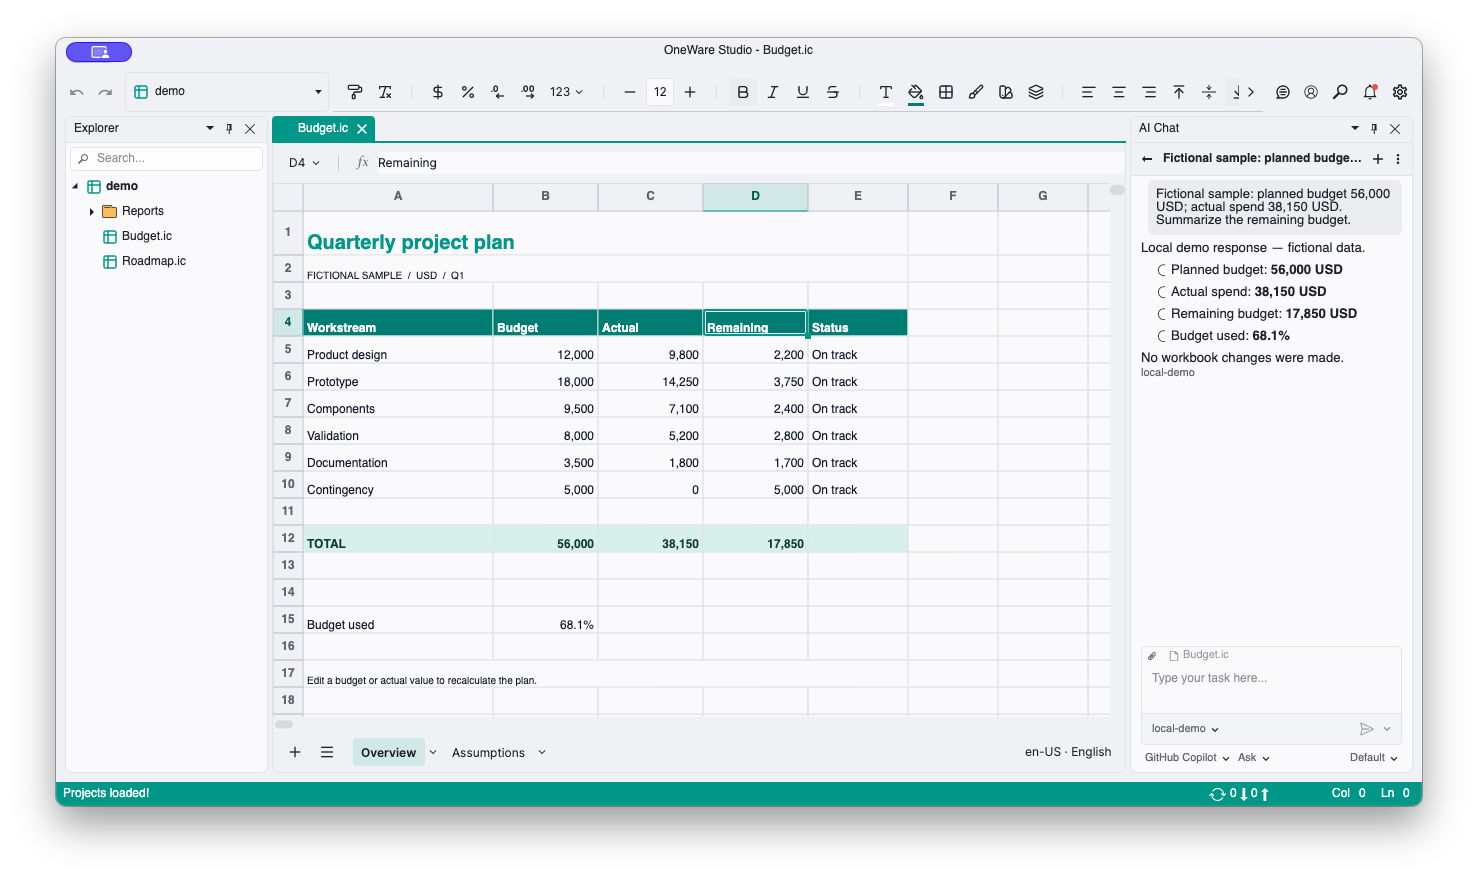 OneWare Studio - Budget.ic
demo
$ % .0 .00 123
12
B I U S T
Explorer
Search...
demo
Reports
Budget.ic
Roadmap.ic
Budget.ic
D4 fx Remaining
A B C D E F G
1 Quarterly project plan
2 FICTIONAL SAMPLE / USD / Q1
3
4 Workstream Budget Actual Remaining Status
5 Product design 12,000 9,800 2,200 On track
6 Prototype 18,000 14,250 3,750 On track
7 Components 9,500 7,100 2,400 On track
8 Validation 8,000 5,200 2,800 On track
9 Documentation 3,500 1,800 1,700 On track
10 Contingency 5,000 0 5,000 On track
11
12 TOTAL 56,000 38,150 17,850
13
14
15 Budget used 68.1%
16
17 Edit a budget or actual value to recalculate the plan.
18
Overview Assumptions en-US · English
AI Chat
Fictional sample: planned budge...
Fictional sample: planned budget 56,000
USD; actual spend 38,150 USD.
Summarize the remaining budget.
Local demo response — fictional data.
Planned budget: 56,000 USD
Actual spend: 38,150 USD
Remaining budget: 17,850 USD
Budget used: 68.1%
No workbook changes were made.
local-demo
Budget.ic
Type your task here...
local-demo
GitHub Copilot Ask Default
Projects loaded! 0 0 Col 0 Ln 0